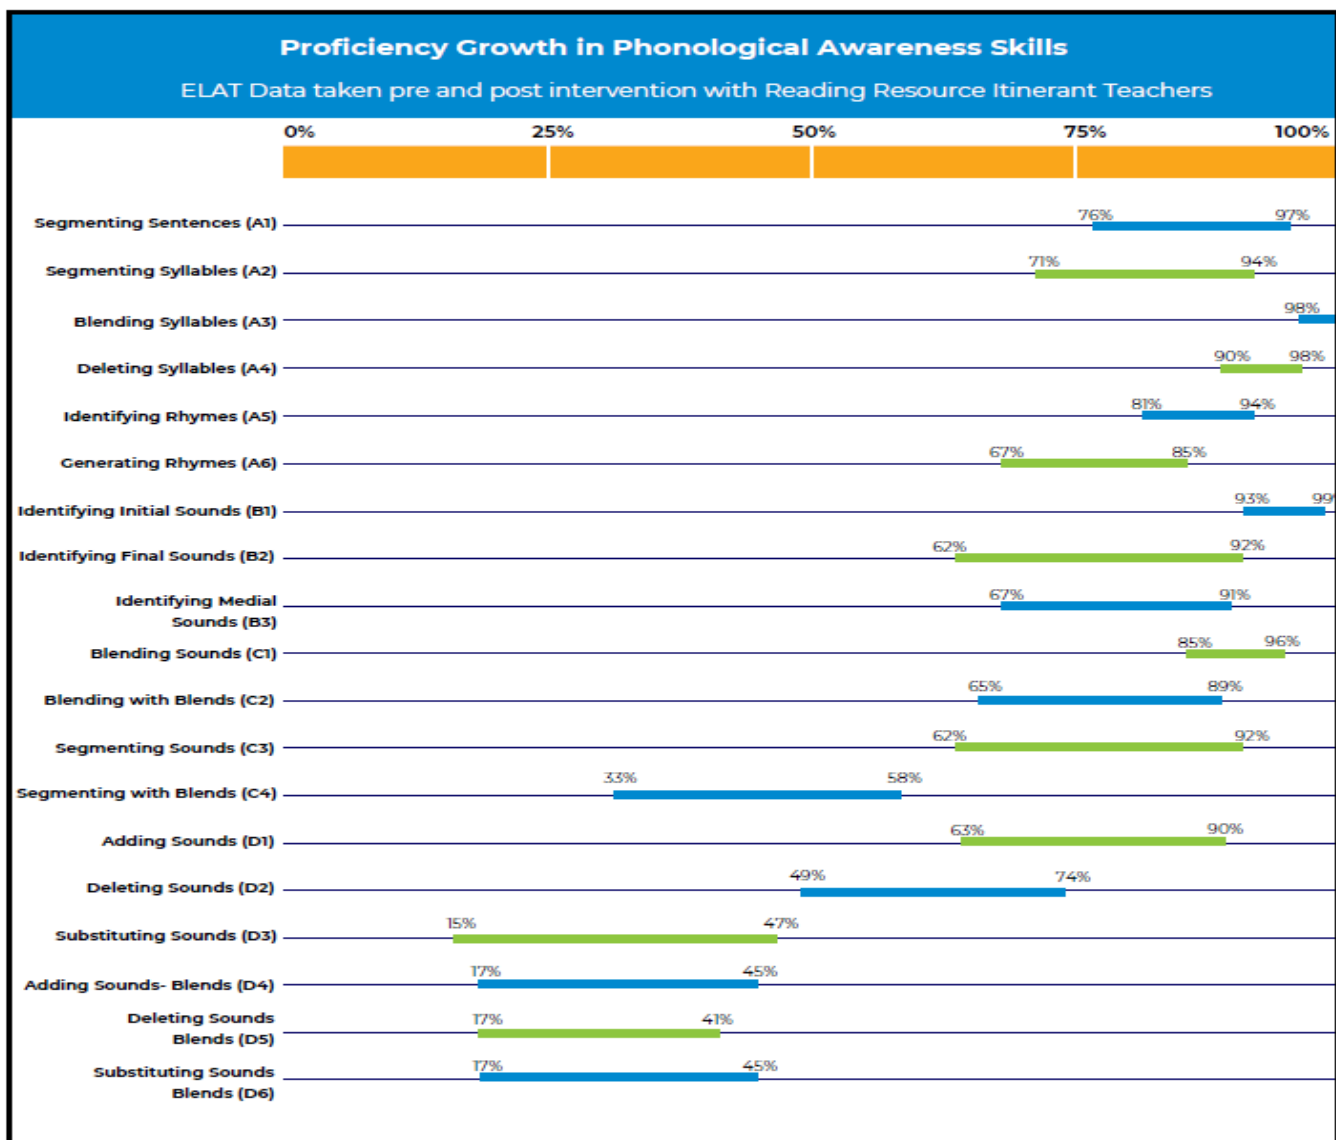 Proficiency Growth in Phonological Awareness Skills
ELAT Data taken pre and post intervention with Reading Resource Itinerant Teachers
0% 25% 50% 75% 100%
Segmenting Sentences (A1) 76% 97%
Segmenting Syllables (A2) 71% 94%
Blending Syllables (A3) 98%
Deleting Syllables (A4) 90% 98%
Identifying Rhymes (A5) 81% 94%
Generating Rhymes (A6) 67% 85%
Identifying Initial Sounds (B1) 93% 99
Identifying Final Sounds (B2) 62% 92%
Identifying Medial 67% 91%
Sounds (B3)
Blending Sounds (C1) 85% 96%
Blending with Blends (C2) 65% 89%
Segmenting Sounds (C3) 62% 92%
Segmenting with Blends (C4) 33% 58%
Adding Sounds (D1) 63% 90%
Deleting Sounds (D2) 49% 74%
Substituting Sounds (D3) 15% 47%
Adding Sounds- Blends (D4) 17% 45%
Deleting Sounds 17% 41%
Blends (D5)
Substituting Sounds 17% 45%
Blends (D6)